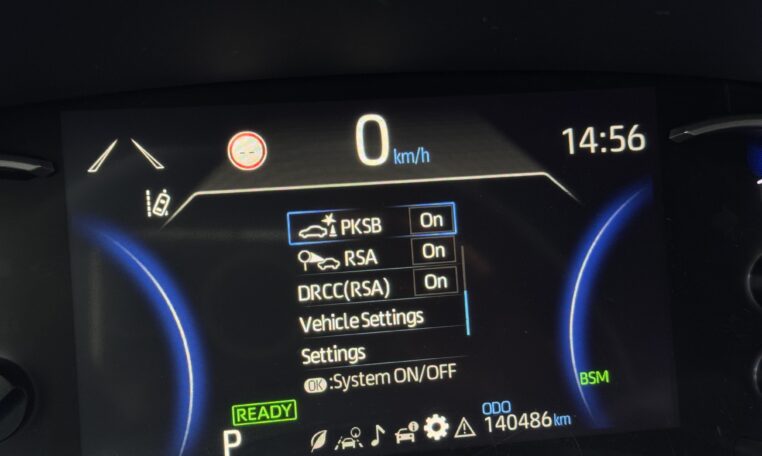 0 km/h
14:56
PKSB On
RSA On
DRCC(RSA) On
Vehicle Settings
Settings
OK :System ON/OFF
BSM
READY
P
ODO
140486 km